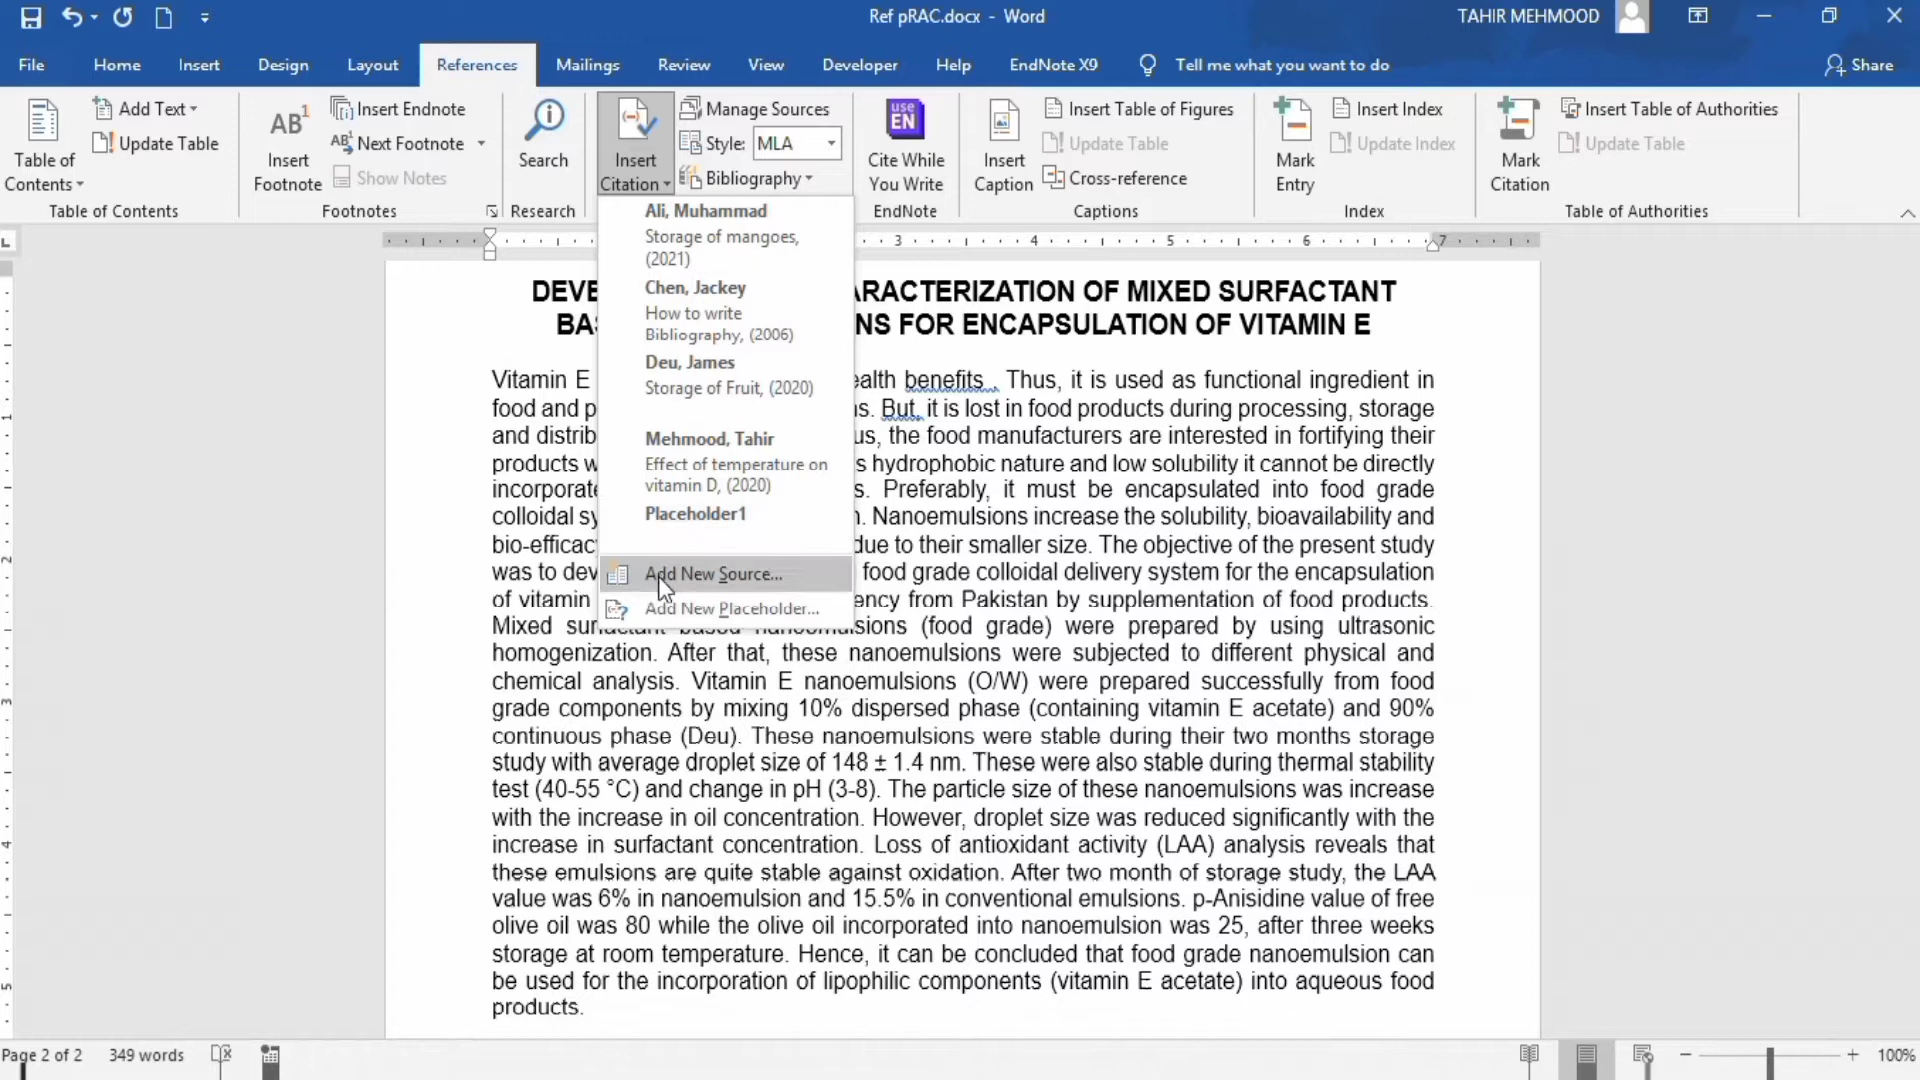 Ref pRAC.docx - Word
TAHIR MEHMOOD
File Home Insert Design Layout References Mailings Review View Developer Help EndNote X9 Tell me what you want to do Share
Table of Contents
Add Text
Update Table
Table of Contents
AB1
Insert Footnote
Insert Endnote
AB1 Next Footnote
Show Notes
Footnotes
Search
Research
Insert Citation
Manage Sources
Style: MLA
Bibliography
use EN
Cite While You Write
EndNote
Insert Caption
Insert Table of Figures
Update Table
Cross-reference
Captions
Mark Entry
Insert Index
Update Index
Index
Mark Citation
Insert Table of Authorities
Update Table
Table of Authorities
Ali, Muhammad
Storage of mangoes,
(2021)
Chen, Jackey
How to write
Bibliography, (2006)
Deu, James
Storage of Fruit, (2020)
Mehmood, Tahir
Effect of temperature on
vitamin D, (2020)
Placeholder1
Add New Source...
Add New Placeholder...
3 4 5 6 7
1
2
3
4
5
ARACTERIZATION OF MIXED SURFACTANT
NS FOR ENCAPSULATION OF VITAMIN E
Vitamin E ealth benefits . Thus, it is used as functional ingredient in
food and p s. But, it is lost in food products during processing, storage
and distrib us, the food manufacturers are interested in fortifying their
products w s hydrophobic nature and low solubility it cannot be directly
incorporate s. Preferably, it must be encapsulated into food grade
colloidal sy . Nanoemulsions increase the solubility, bioavailability and
bio-efficac due to their smaller size. The objective of the present study
was to dev food grade colloidal delivery system for the encapsulation
of vitamin ency from Pakistan by supplementation of food products.
Mixed surfactant based nanoemulsions (food grade) were prepared by using ultrasonic
homogenization. After that, these nanoemulsions were subjected to different physical and
chemical analysis. Vitamin E nanoemulsions (O/W) were prepared successfully from food
grade components by mixing 10% dispersed phase (containing vitamin E acetate) and 90%
continuous phase (Deu). These nanoemulsions were stable during their two months storage
study with average droplet size of 148 ± 1.4 nm. These were also stable during thermal stability
test (40-55 °C) and change in pH (3-8). The particle size of these nanoemulsions was increase
with the increase in oil concentration. However, droplet size was reduced significantly with the
increase in surfactant concentration. Loss of antioxidant activity (LAA) analysis reveals that
these emulsions are quite stable against oxidation. After two month of storage study, the LAA
value was 6% in nanoemulsion and 15.5% in conventional emulsions. p-Anisidine value of free
olive oil was 80 while the olive oil incorporated into nanoemulsion was 25, after three weeks
storage at room temperature. Hence, it can be concluded that food grade nanoemulsion can
be used for the incorporation of lipophilic components (vitamin E acetate) into aqueous food
products.
Page 2 of 2 349 words 100%